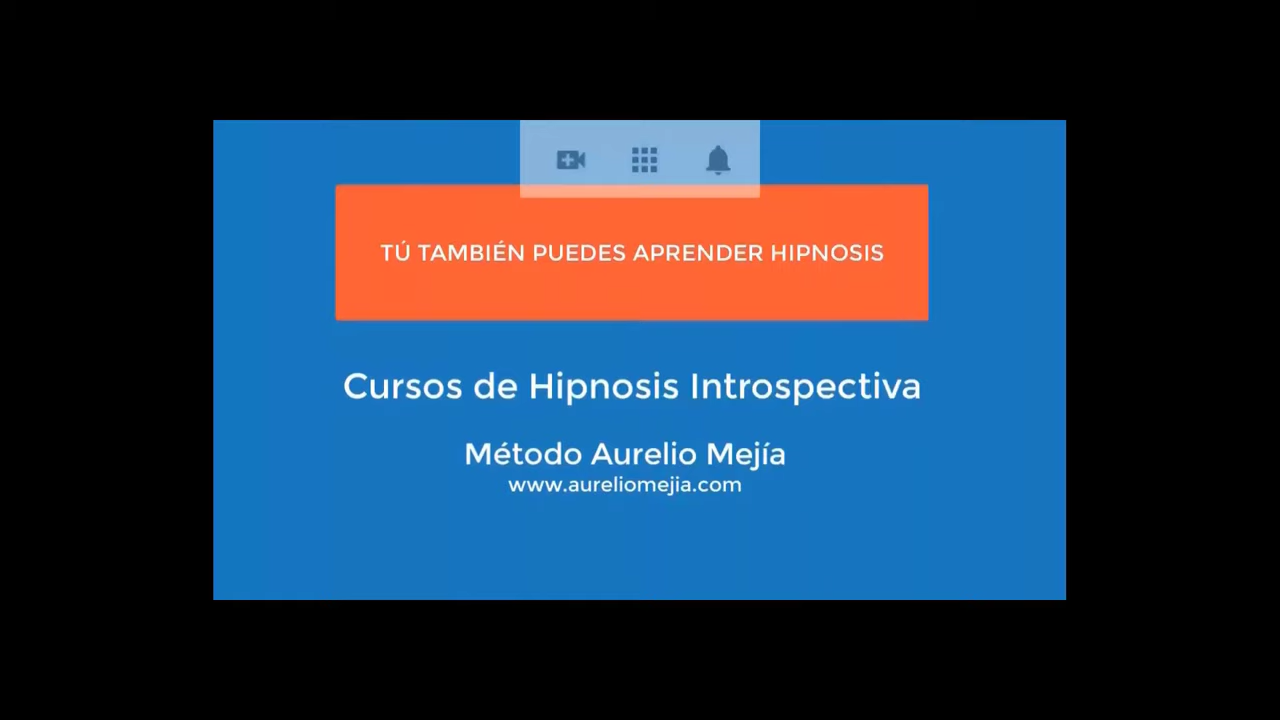 TÚ TAMBIÉN PUEDES APRENDER HIPNOSIS
Cursos de Hipnosis Introspectiva
Método Aurelio Mejía
www.aureliomejia.com